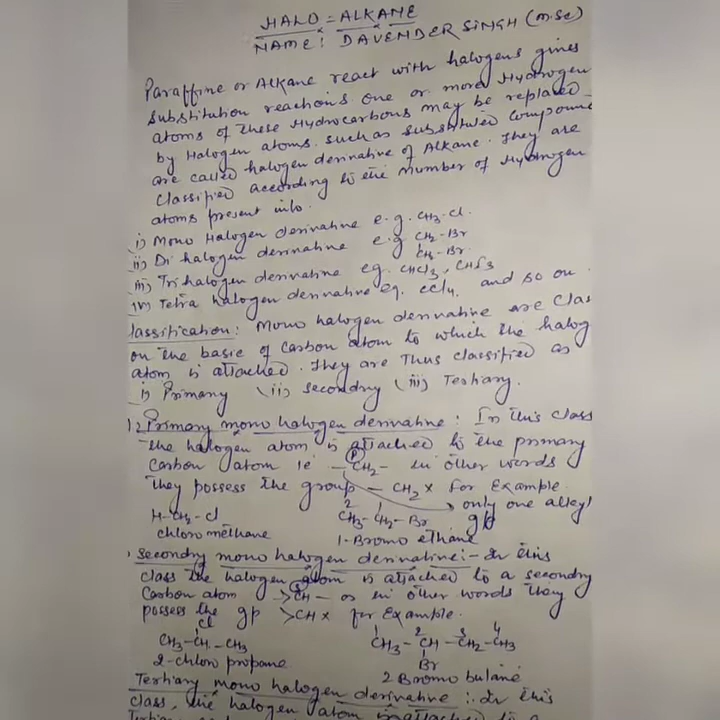 HALO = ALKANE
NAME: DAVENDER SINGH (M.Sc)
Paraffine or Alkane react with halogens gives
substitution reactions. one or more Hydrogen
atoms of these Hydrocarbons may be replaced
by Halogen atoms. such as substituted compound
are called halogen derivative of Alkane. They are
classified according to the number of Hydrogen
atoms present into.
i) Mono Halogen derivative e.g. CH3-Cl.
ii) Di halogen derivative e.g CH2-Br
CH2-Br.
iii) Tri halogen derivative eg. CHCl3, CHI3
iv) Tetra halogen derivative eg. CCl4. and so on.
lassification: Mono halogen derivative are clas
on the basic of carbon atom to which the halog
atom is attached. They are Thus classified as
i) Primary (ii) Secondry (iii) Tertiary.
1) Primary mono halogen derivative: In this class
the halogen atom is attached to the primary
Carbon atom ie -CH2- in other words
They possess the group - CH2X for Example.
only one alkyl
gp
H-CH2-Cl
chloro methane
2 1
CH3-CH2-Br
1-Bromo ethane
Secondry mono halogen derivative:- In this
class the halogen atom is attached to a secondry
Carbon atom >CH- or in other words they
possess the gp >CHX for Example.
Cl
CH3-CH-CH3
2-chloro propane
1 2 3 4
CH3-CH-CH2-CH3
Br
2 Bromo butane
Tertiary mono halogen derivative:. In this
class, the halogen atom is attached to a